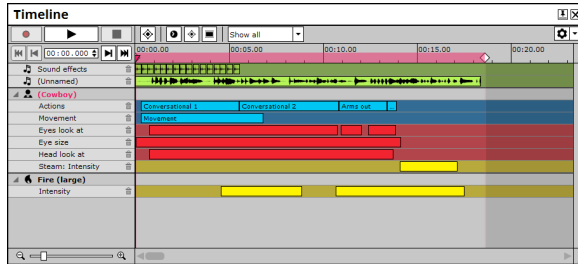 Timeline
Show all
00:00.000
00:00.00 00:05.00 00:10.00 00:15.00 00:20.00
Sound effects
(Unnamed)
(Cowboy)
Actions Conversational 1 Conversational 2 Arms out
Movement Movement
Eyes look at
Eye size
Head look at
Steam: Intensity
Fire (large)
Intensity